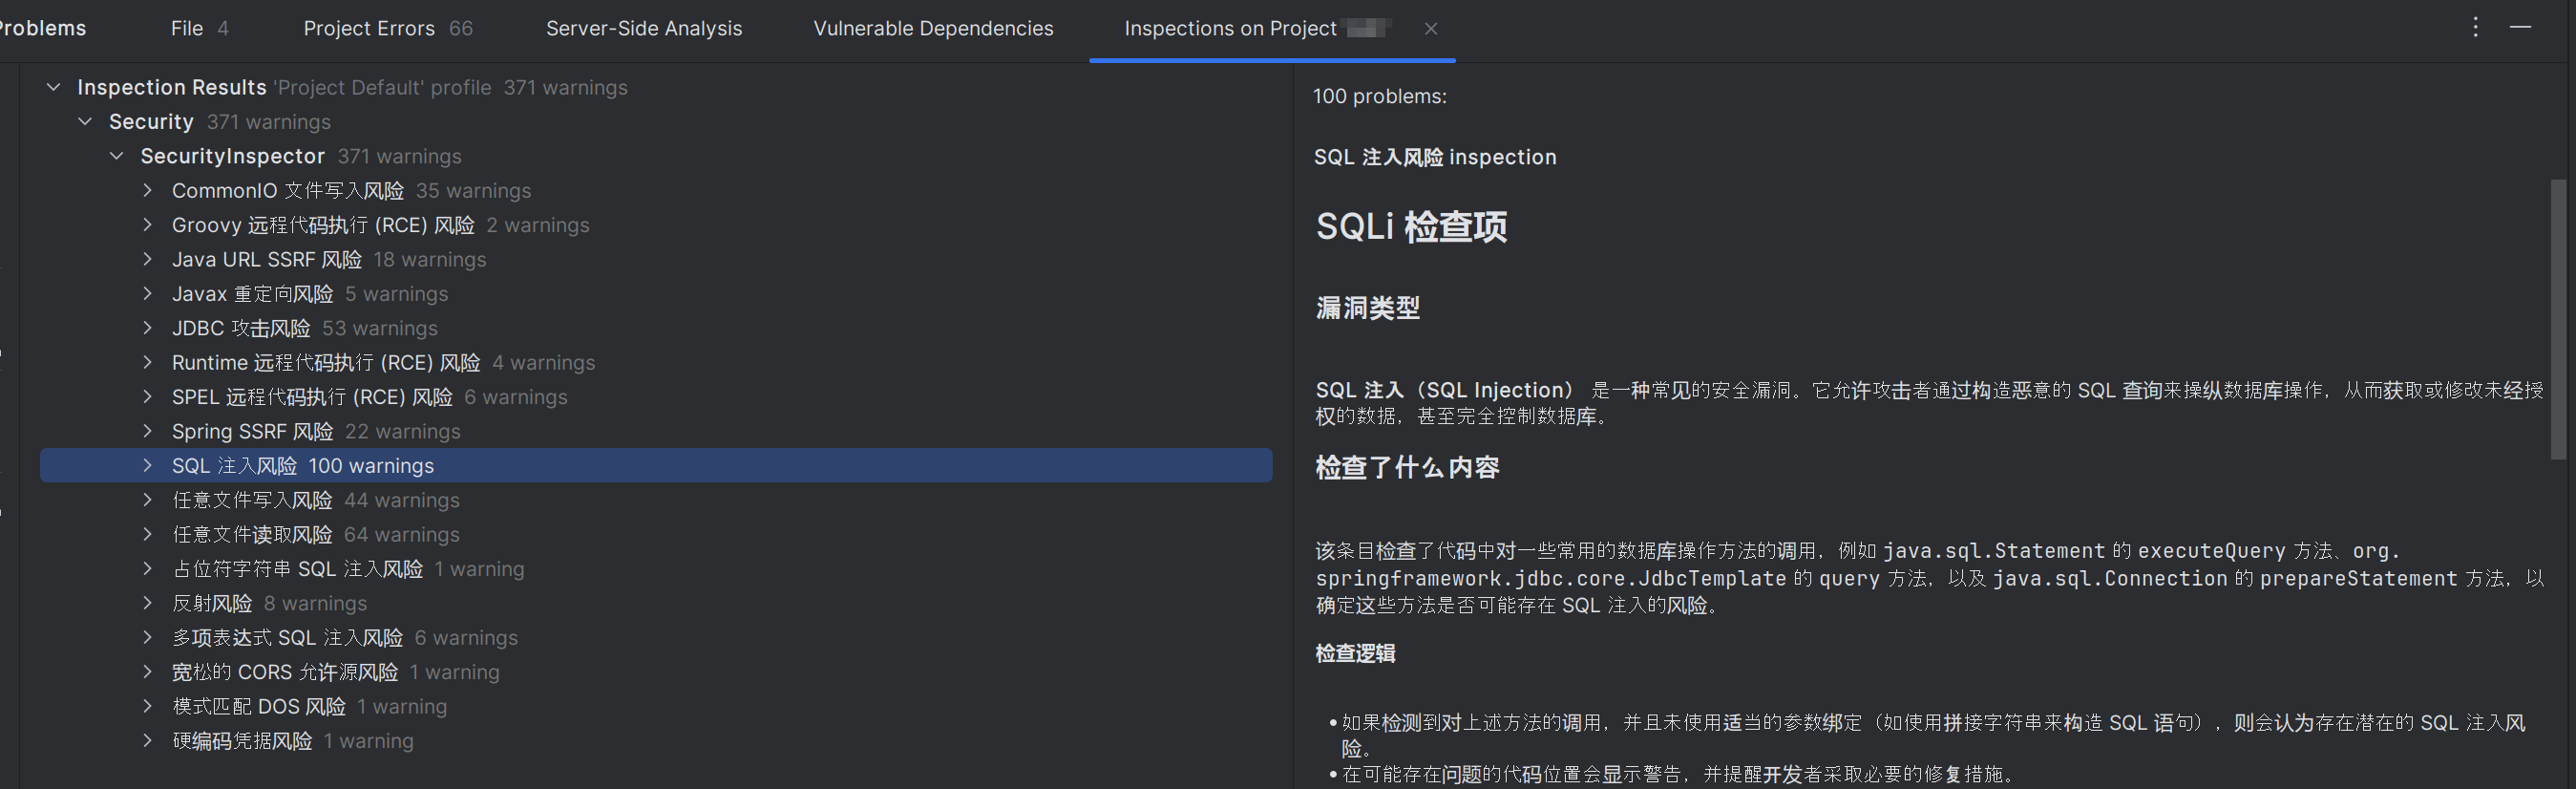 Problems File 4 Project Errors 66 Server-Side Analysis Vulnerable Dependencies Inspections on Project
Inspection Results 'Project Default' profile 371 warnings
Security 371 warnings
SecurityInspector 371 warnings
CommonIO 文件写入风险 35 warnings
Groovy 远程代码执行 (RCE) 风险 2 warnings
Java URL SSRF 风险 18 warnings
Javax 重定向风险 5 warnings
JDBC 攻击风险 53 warnings
Runtime 远程代码执行 (RCE) 风险 4 warnings
SPEL 远程代码执行 (RCE) 风险 6 warnings
Spring SSRF 风险 22 warnings
SQL 注入风险 100 warnings
任意文件写入风险 44 warnings
任意文件读取风险 64 warnings
占位符字符串 SQL 注入风险 1 warning
反射风险 8 warnings
多项表达式 SQL 注入风险 6 warnings
宽松的 CORS 允许源风险 1 warning
模式匹配 DOS 风险 1 warning
硬编码凭据风险 1 warning
100 problems:
SQL 注入风险 inspection
SQLi 检查项
漏洞类型
SQL 注入（SQL Injection） 是一种常见的安全漏洞。它允许攻击者通过构造恶意的 SQL 查询来操纵数据库操作，从而获取或修改未经授
权的数据，甚至完全控制数据库。
检查了什么内容
该条目检查了代码中对一些常用的数据库操作方法的调用，例如 java.sql.Statement 的 executeQuery 方法、org.
springframework.jdbc.core.JdbcTemplate 的 query 方法，以及 java.sql.Connection 的 prepareStatement 方法，以
确定这些方法是否可能存在 SQL 注入的风险。
检查逻辑
•如果检测到对上述方法的调用，并且未使用适当的参数绑定（如使用拼接字符串来构造 SQL 语句），则会认为存在潜在的 SQL 注入风
险。
•在可能存在问题的代码位置会显示警告，并提醒开发者采取必要的修复措施。